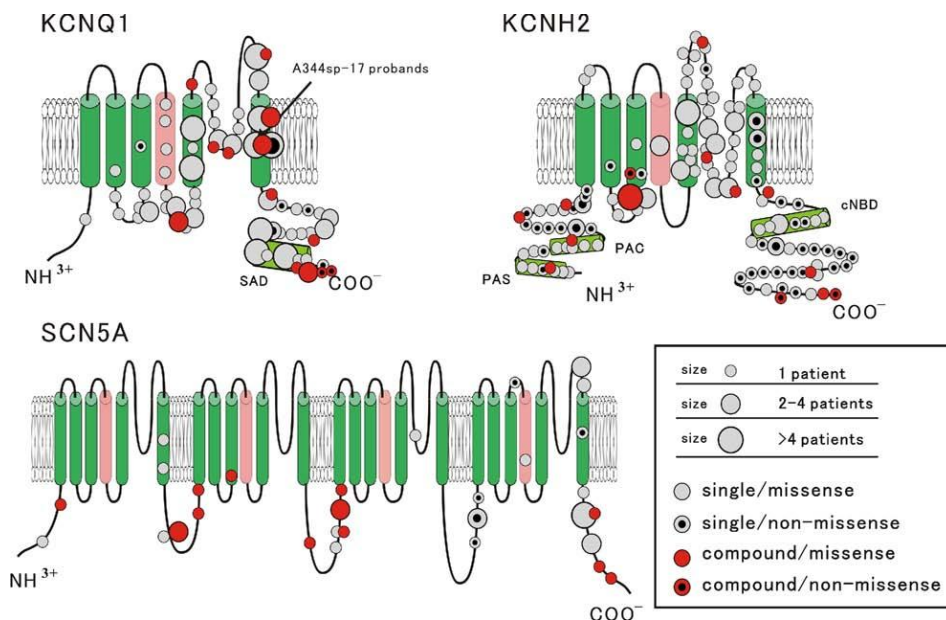 KCNQ1
A344sp-17 probands
NH 3+
SAD
COO−
KCNH2
cNBD
PAC
PAS
NH 3+
COO−
SCN5A
NH 3+
COO−
size 1 patient
size 2-4 patients
size >4 patients
single/missense
single/non-missense
compound/missense
compound/non-missense